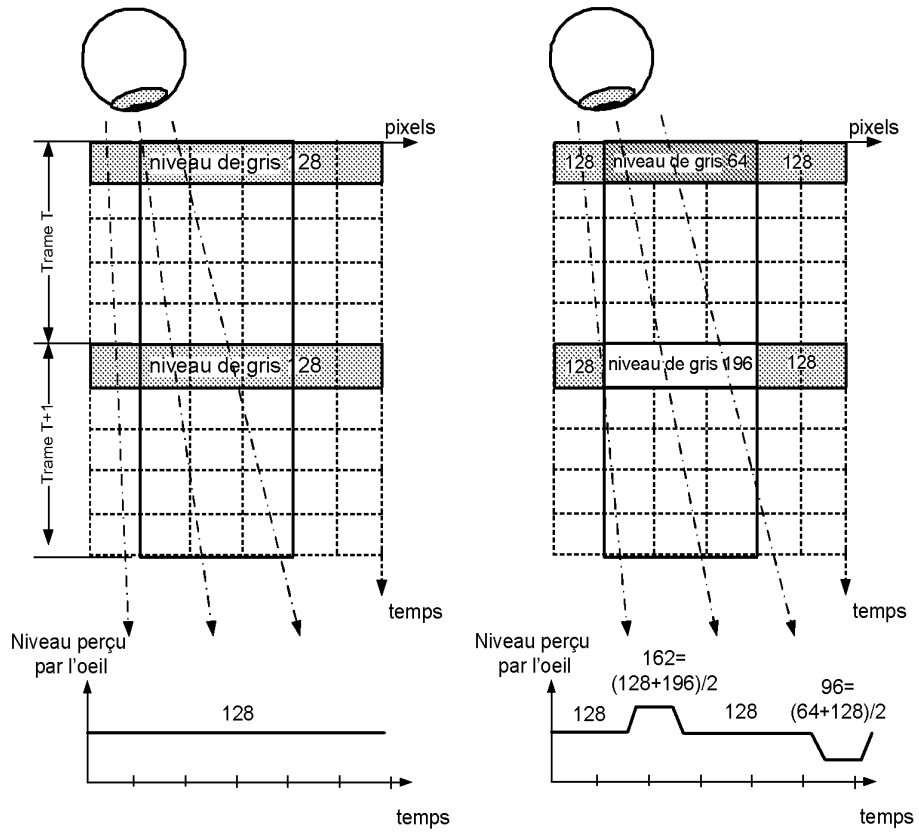 pixels
niveau de gris 128
Trame T
niveau de gris 128
Trame T+1
temps
Niveau perçu
par l'oeil
128
temps
pixels
128
niveau de gris 64
128
128
niveau de gris 196
128
temps
Niveau perçu
par l'oeil
162=
(128+196)/2
96=
(64+128)/2
128
128
temps